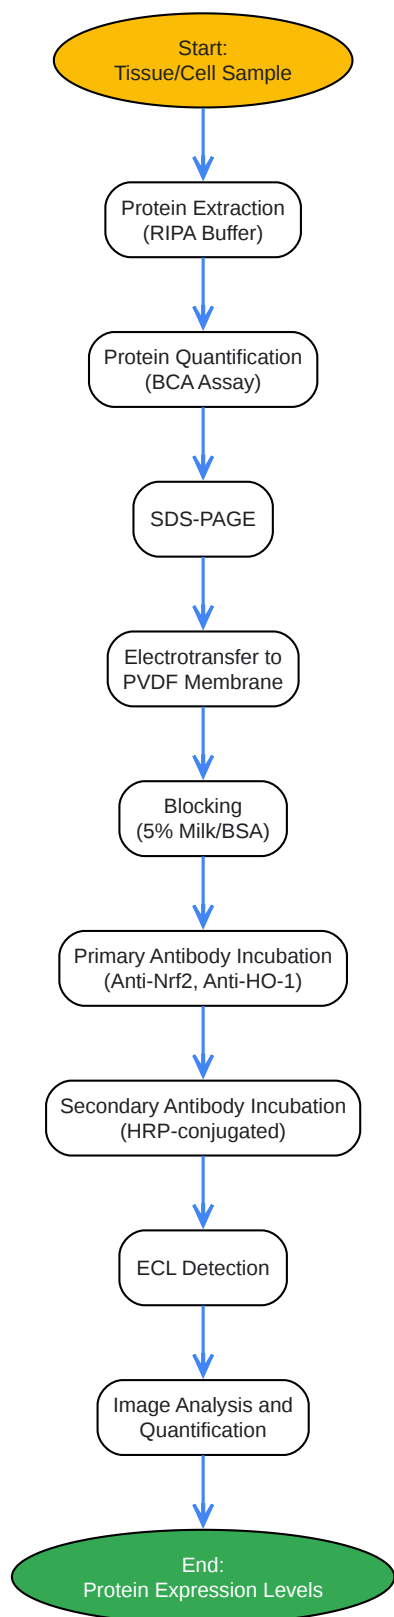 Start:
Tissue/Cell Sample
Protein Extraction
(RIPA Buffer)
Protein Quantification
(BCA Assay)
SDS-PAGE
Electrotransfer to
PVDF Membrane
Blocking
(5% Milk/BSA)
Primary Antibody Incubation
(Anti-Nrf2, Anti-HO-1)
Secondary Antibody Incubation
(HRP-conjugated)
ECL Detection
Image Analysis and
Quantification
End:
Protein Expression Levels